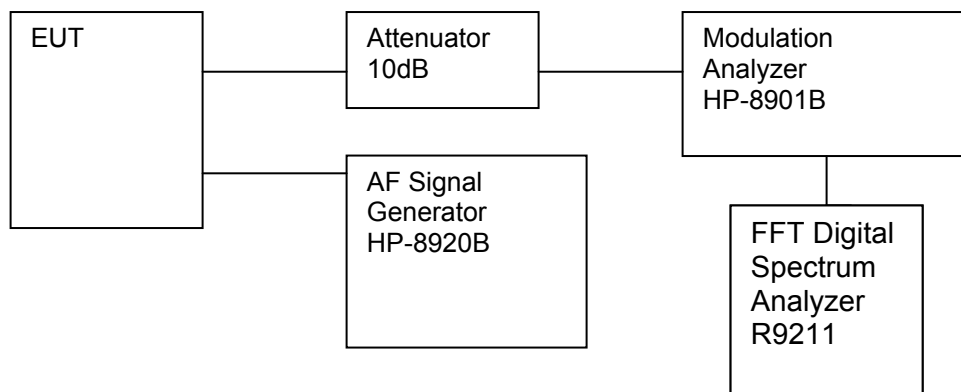 EUT
Attenuator
10dB
Modulation
Analyzer
HP-8901B
AF Signal
Generator
HP-8920B
FFT Digital
Spectrum
Analyzer
R9211